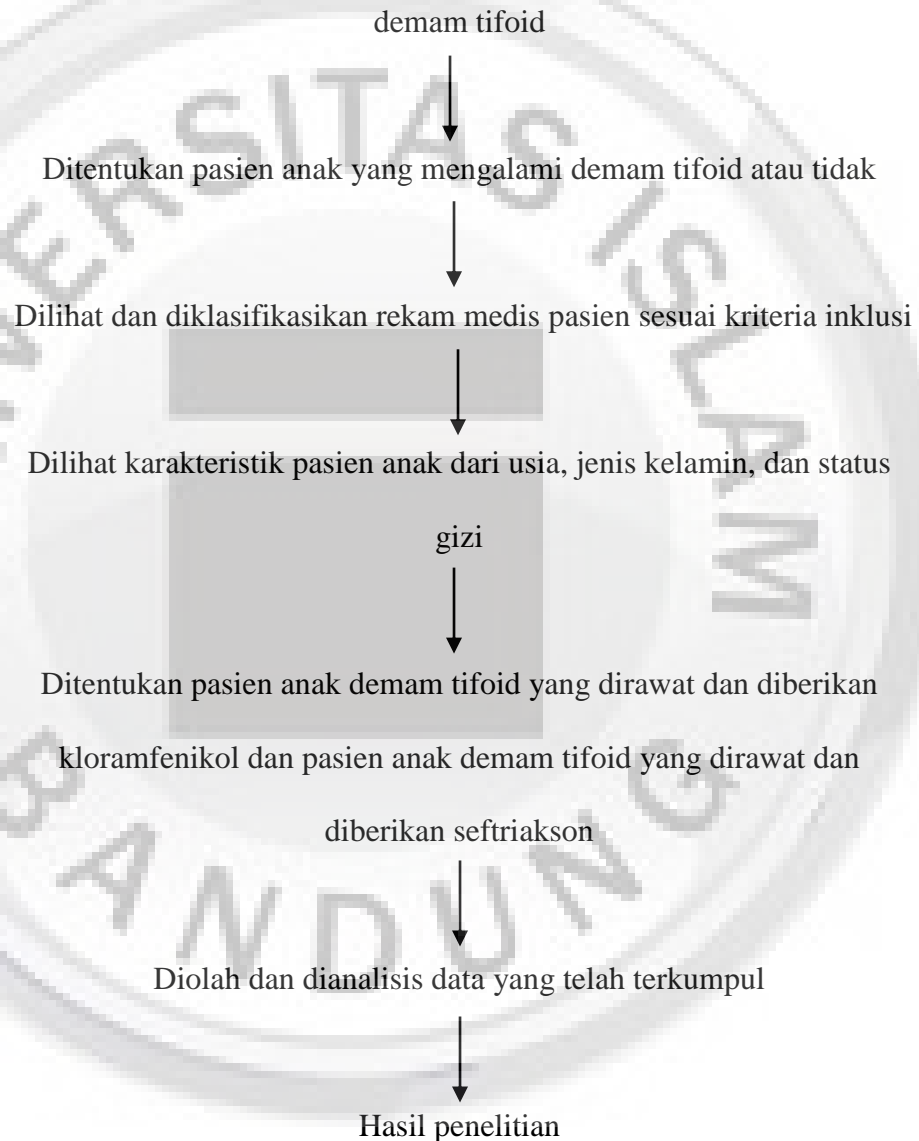 demam tifoid
Ditentukan pasien anak yang mengalami demam tifoid atau tidak
Dilihat dan diklasifikasikan rekam medis pasien sesuai kriteria inklusi
Dilihat karakteristik pasien anak dari usia, jenis kelamin, dan status
gizi
Ditentukan pasien anak demam tifoid yang dirawat dan diberikan
kloramfenikol dan pasien anak demam tifoid yang dirawat dan
diberikan seftriakson
Diolah dan dianalisis data yang telah terkumpul
Hasil penelitian
ERSITAS ISLAM
BANDUNG